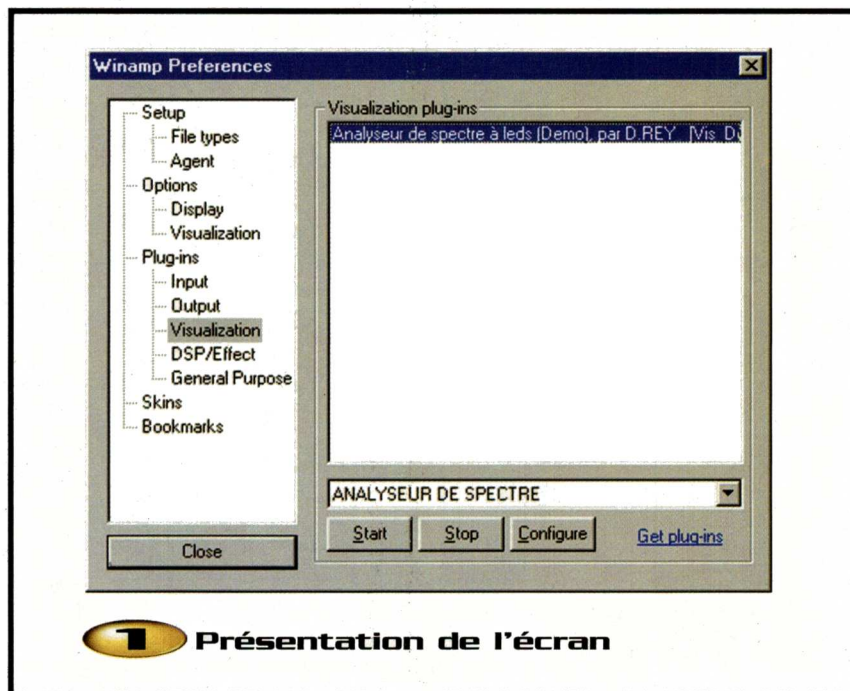 Winamp Preferences
Setup
File types
Agent
Options
Display
Visualization
Plug-ins
Input
Output
Visualization
DSP/Effect
General Purpose
Skins
Bookmarks
Close
Visualization plug-ins
Analyseur de spectre à leds (Demo), par D.REY [Vis_D
ANALYSEUR DE SPECTRE
Start Stop Configure Get plug-ins
1 Présentation de l'écran